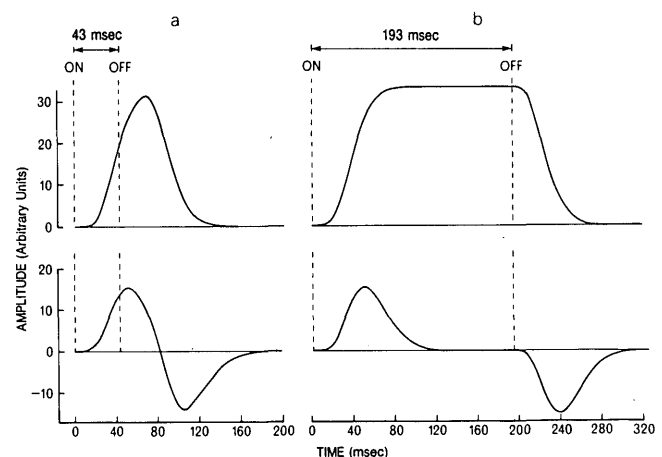 a
b
43 msec
193 msec
ON
OFF
ON
OFF
30
20
10
0
20
10
0
−10
AMPLITUDE (Arbitrary Units)
0 40 80 120 160 200
0 40 80 120 160 200 240 280 320
TIME (msec)